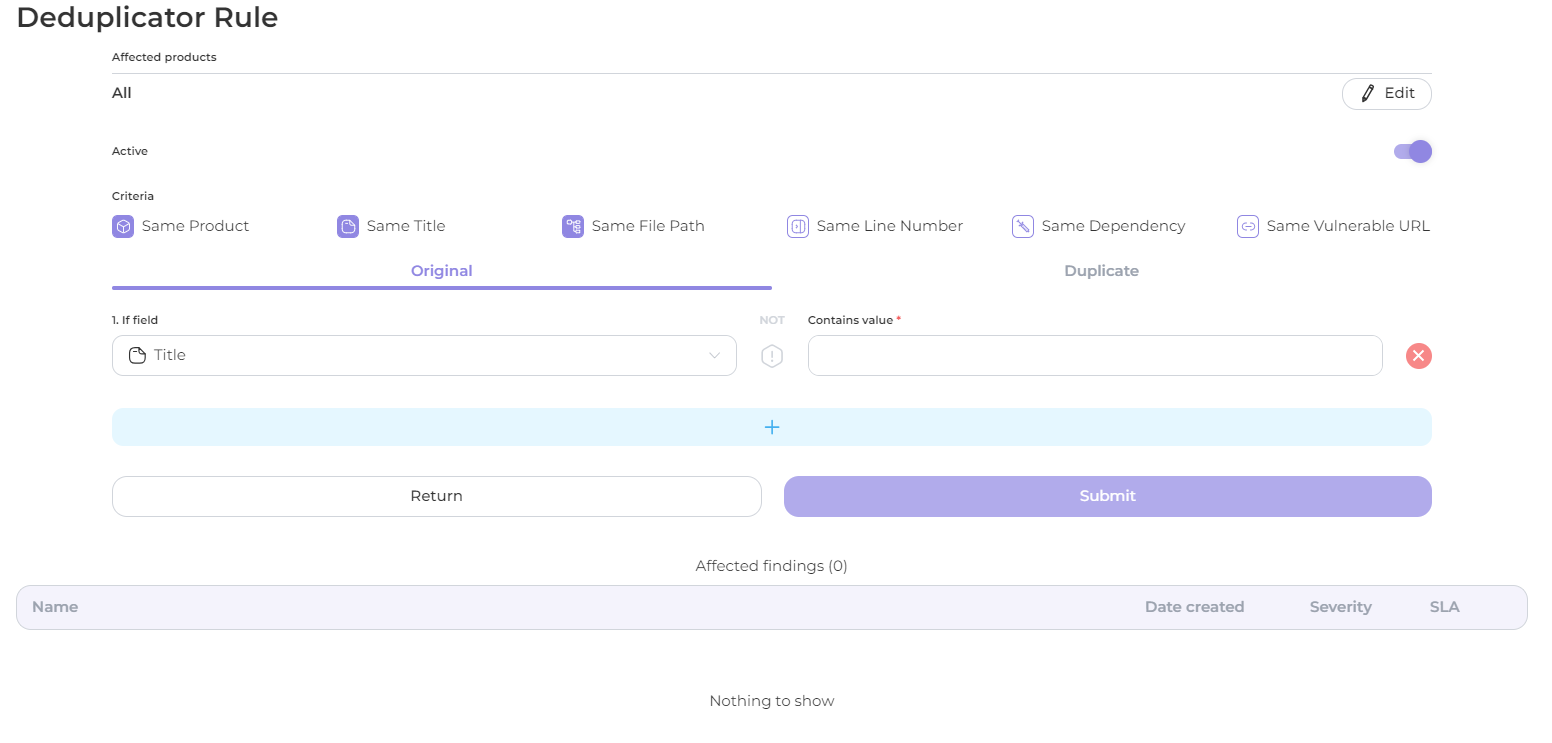 Deduplicator Rule
Affected products
All
Edit
Active
Criteria
Same Product Same Title Same File Path Same Line Number Same Dependency Same Vulnerable URL
Original Duplicate
1. If field NOT Contains value *
Title
+
Return Submit
Affected findings (0)
Name Date created Severity SLA
Nothing to show